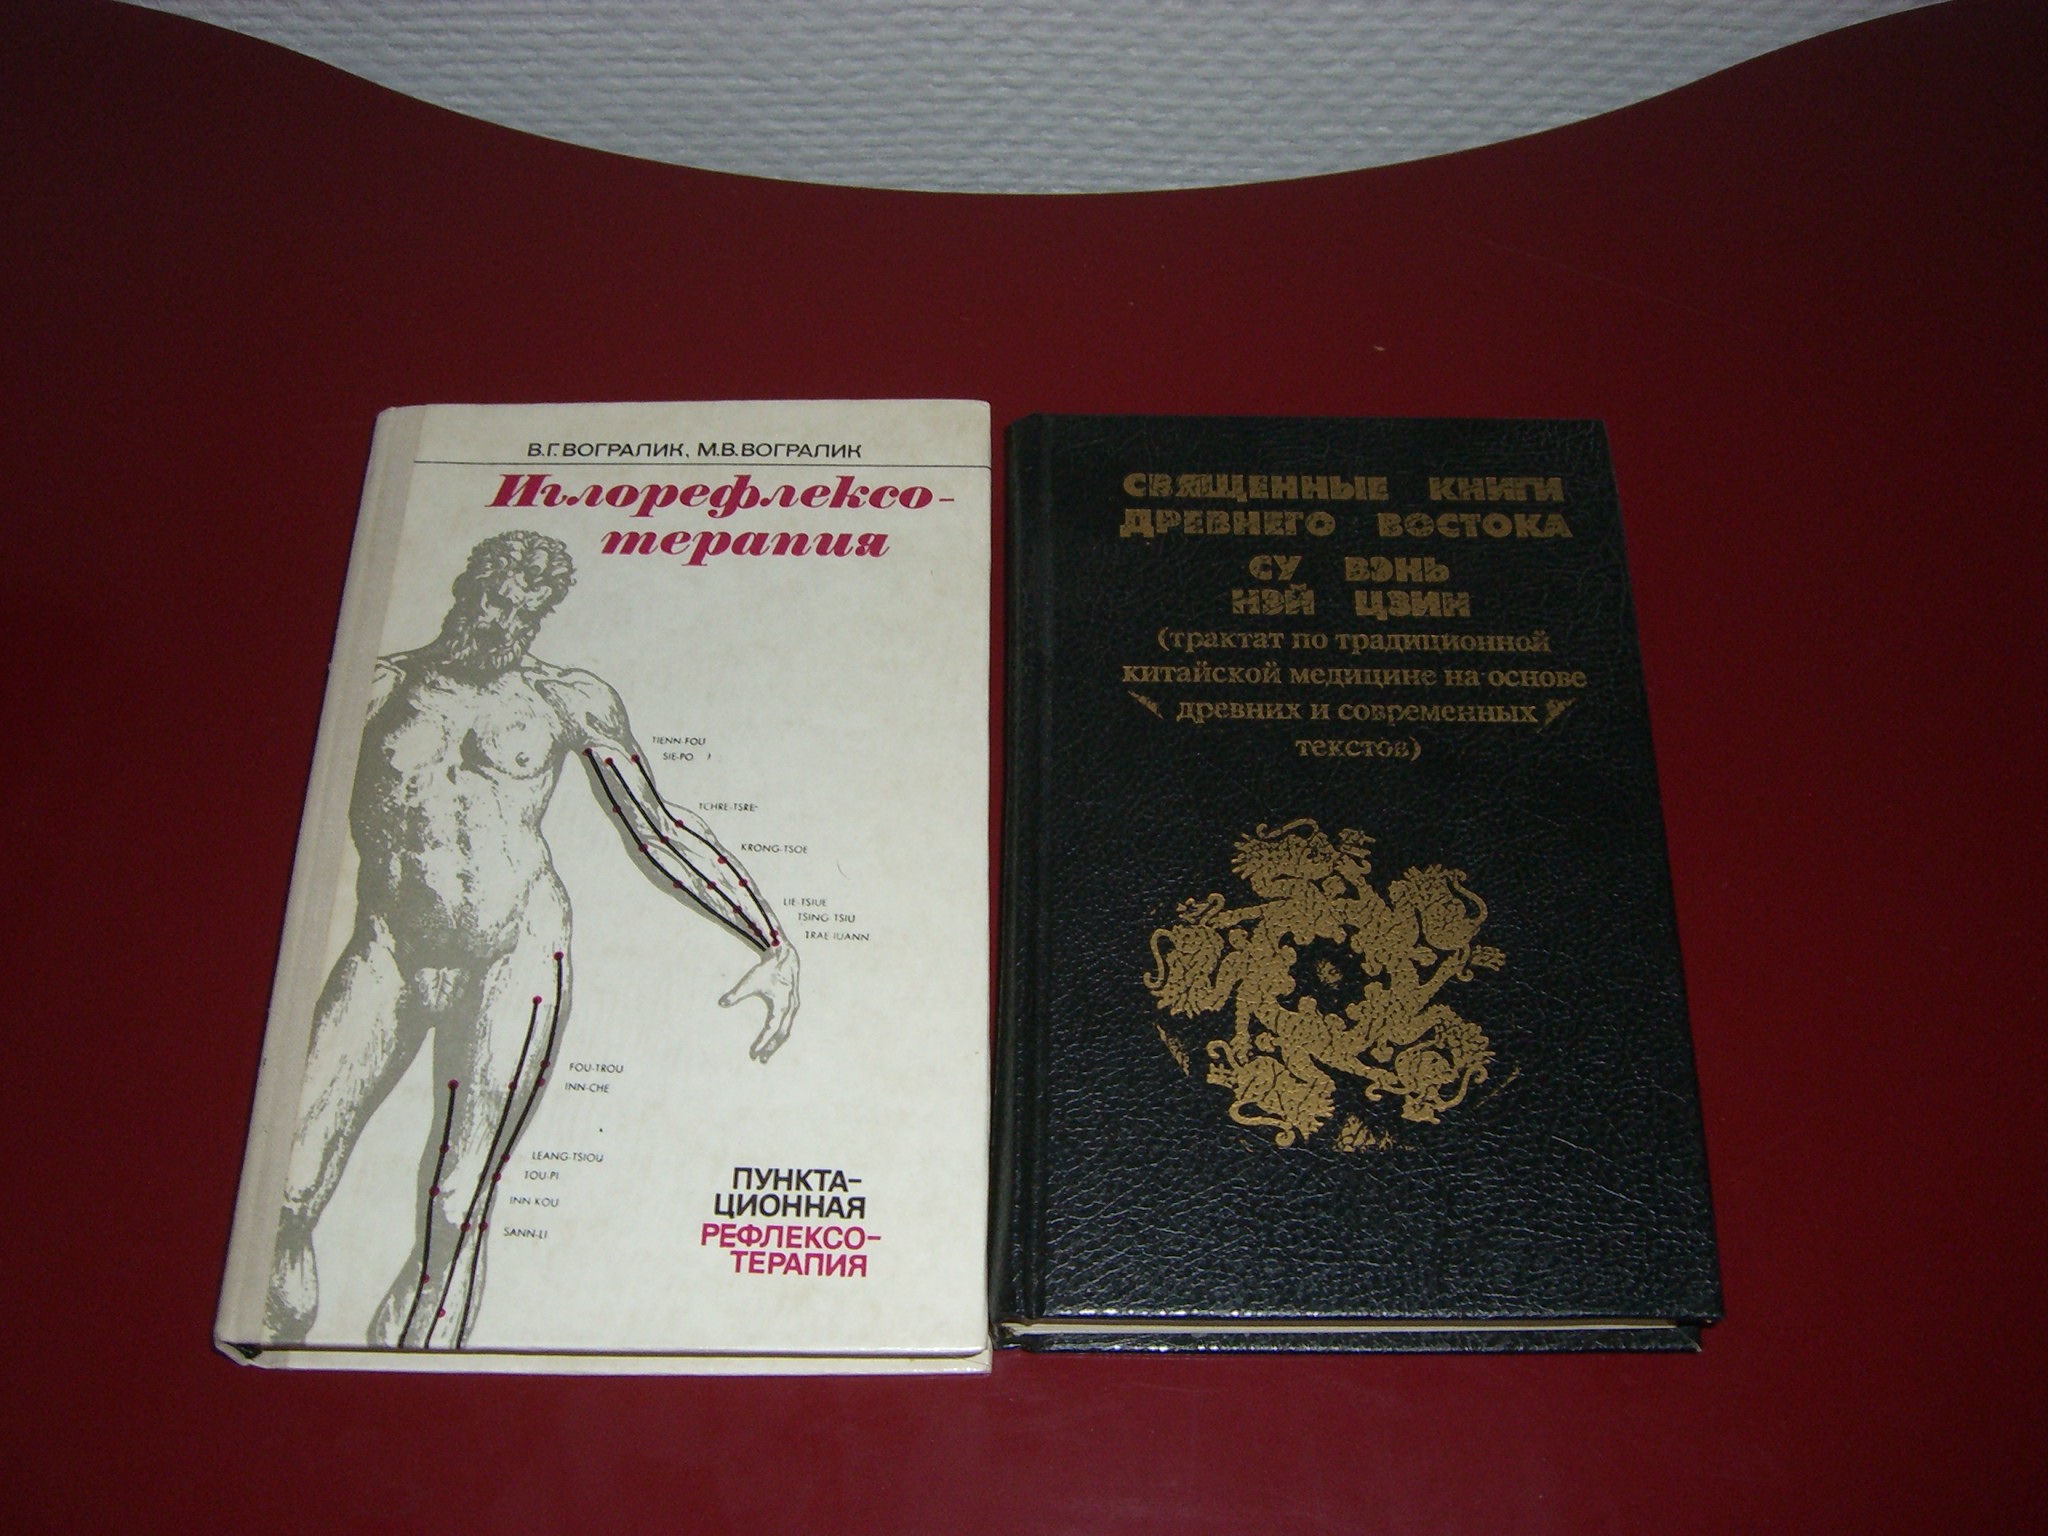 В.Г.ВОГРАЛИК, М.В.ВОГРАЛИК
Иглорефлексо-
терапия
TIENN-FOU
SIE-PO
TCHRE-TSRE
KRONG-TSOE
LIE-TSIUE
TSING-TSIU
TRAE-IUANN
FOU-TROU
INN-CHE
LEANG-TSIOU
TOU-PI
INN-KOU
SANN-LI
ПУНКТА-
ЦИОННАЯ
РЕФЛЕКСО-
ТЕРАПИЯ
СВЯЩЕННЫЕ КНИГИ
ДРЕВНЕГО ВОСТОКА
СУ ВЭНЬ
НЭЙ ЦЗИН
(трактат по традиционной
китайской медицине на основе
древних и современных
текстов)